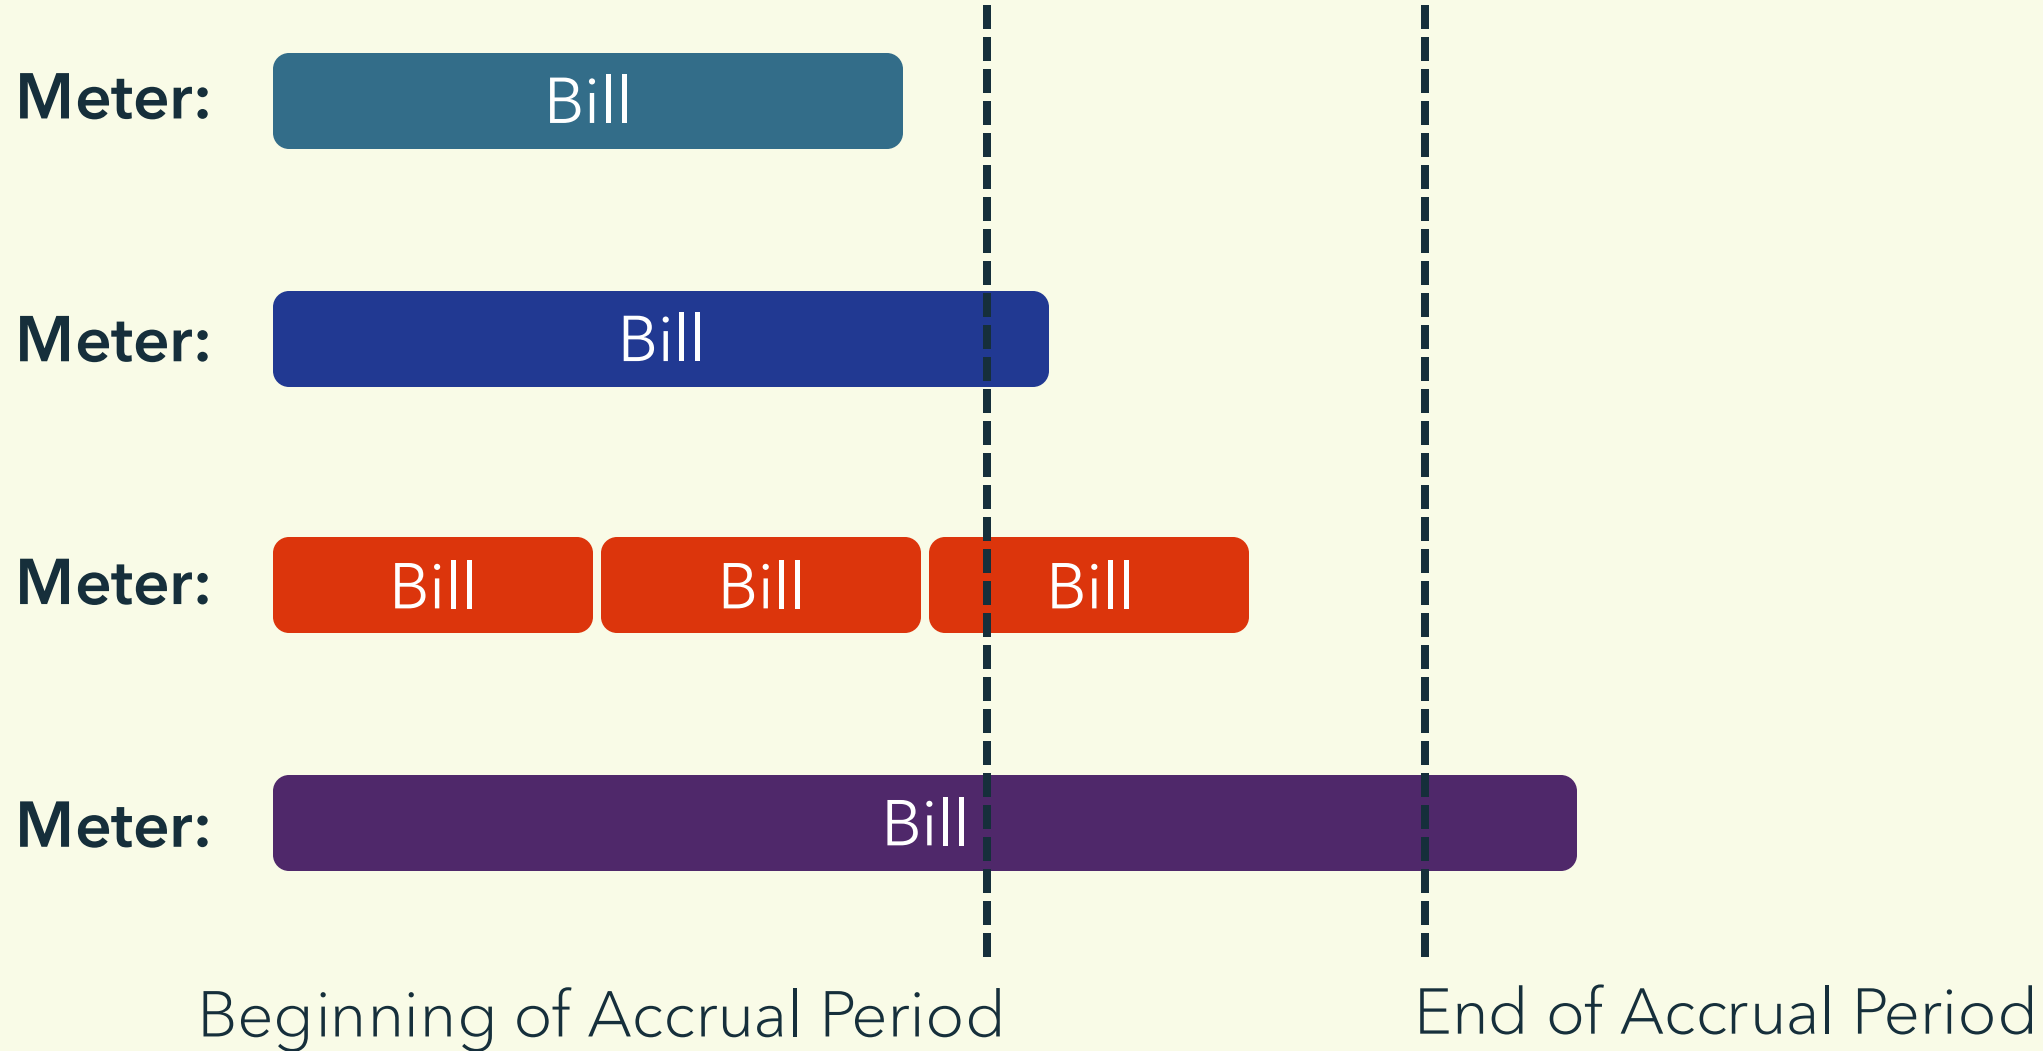 Meter: Bill
Meter: Bill
Meter: Bill Bill Bill
Meter: Bill
Beginning of Accrual Period
End of Accrual Period